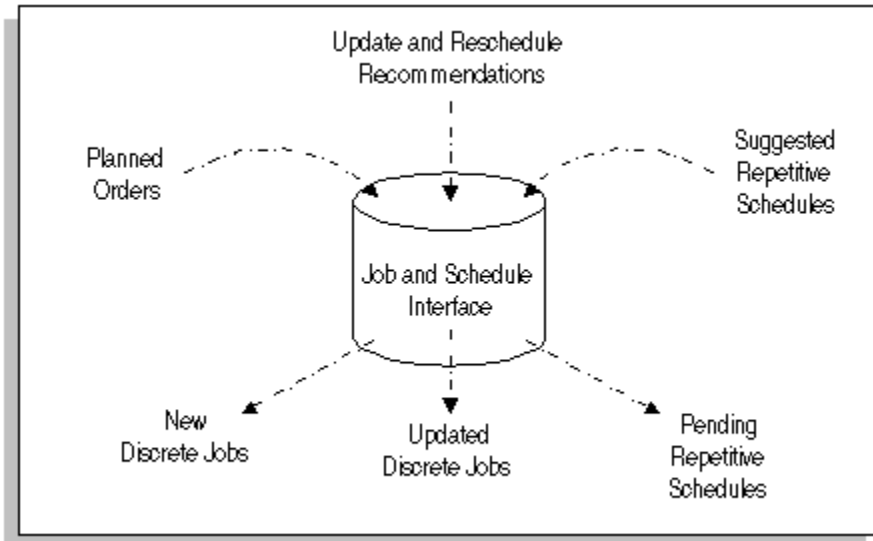 Update and Reschedule
Recommendations
Planned
Orders
Suggested
Repetitive
Schedules
Job and Schedule
Interface
New
Discrete Jobs
Updated
Discrete Jobs
Pending
Repetitive
Schedules